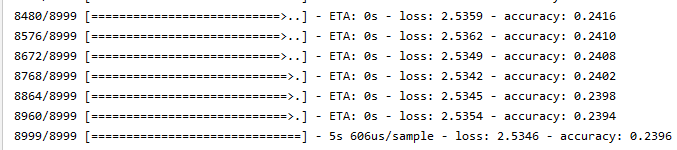 8480/8999 [============================>..] - ETA: 0s - loss: 2.5359 - accuracy: 0.2416
8576/8999 [============================>..] - ETA: 0s - loss: 2.5362 - accuracy: 0.2410
8672/8999 [============================>..] - ETA: 0s - loss: 2.5349 - accuracy: 0.2408
8768/8999 [=============================>.] - ETA: 0s - loss: 2.5342 - accuracy: 0.2402
8864/8999 [=============================>.] - ETA: 0s - loss: 2.5345 - accuracy: 0.2398
8960/8999 [=============================>.] - ETA: 0s - loss: 2.5354 - accuracy: 0.2394
8999/8999 [==============================] - 5s 606us/sample - loss: 2.5346 - accuracy: 0.2396